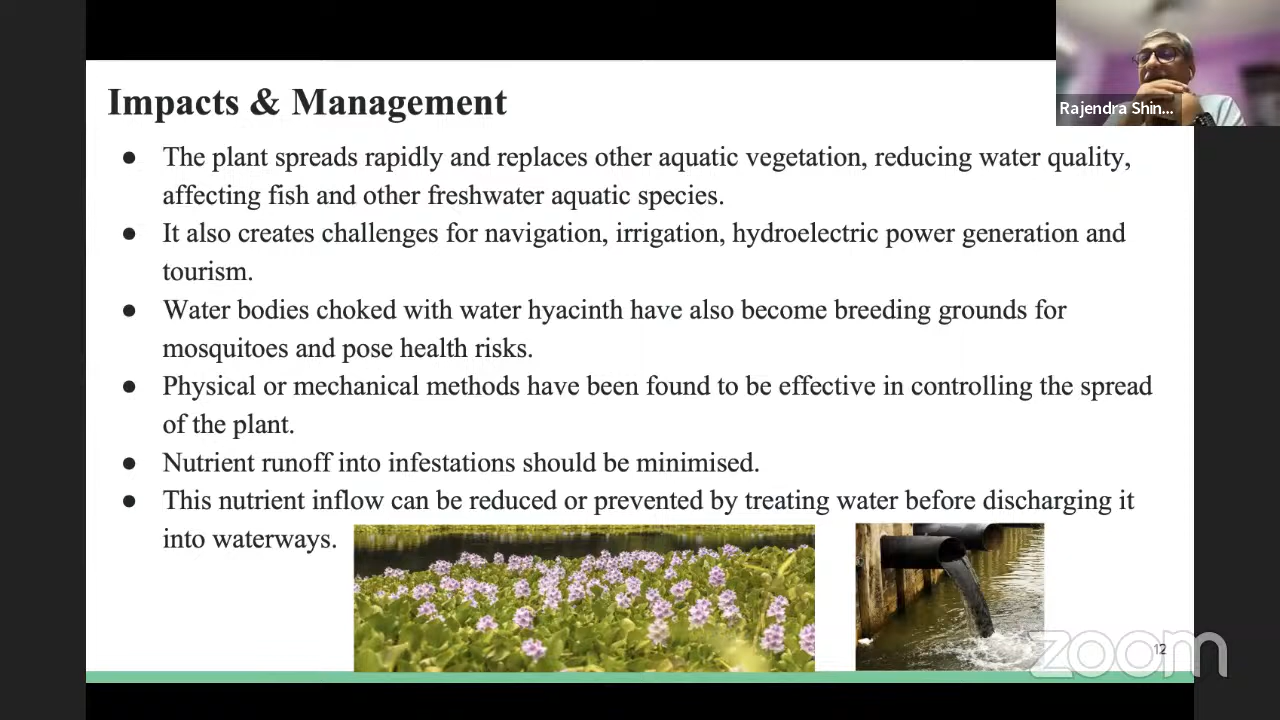 Rajendra Shin...
Impacts & Management
● The plant spreads rapidly and replaces other aquatic vegetation, reducing water quality,
affecting fish and other freshwater aquatic species.
● It also creates challenges for navigation, irrigation, hydroelectric power generation and
tourism.
● Water bodies choked with water hyacinth have also become breeding grounds for
mosquitoes and pose health risks.
● Physical or mechanical methods have been found to be effective in controlling the spread
of the plant.
● Nutrient runoff into infestations should be minimised.
● This nutrient inflow can be reduced or prevented by treating water before discharging it
into waterways.
12
zoom